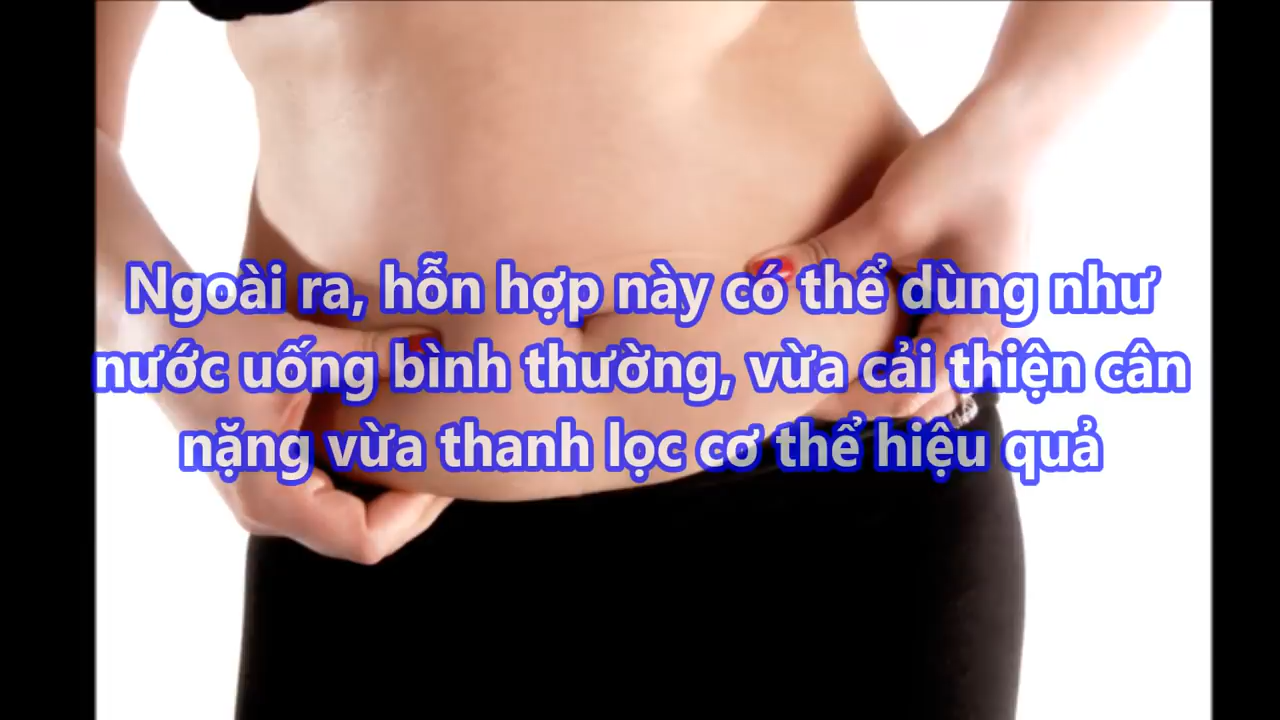 Ngoài ra, hỗn hợp này có thể dùng như
nước uống bình thường, vừa cải thiện cân
nặng vừa thanh lọc cơ thể hiệu quả